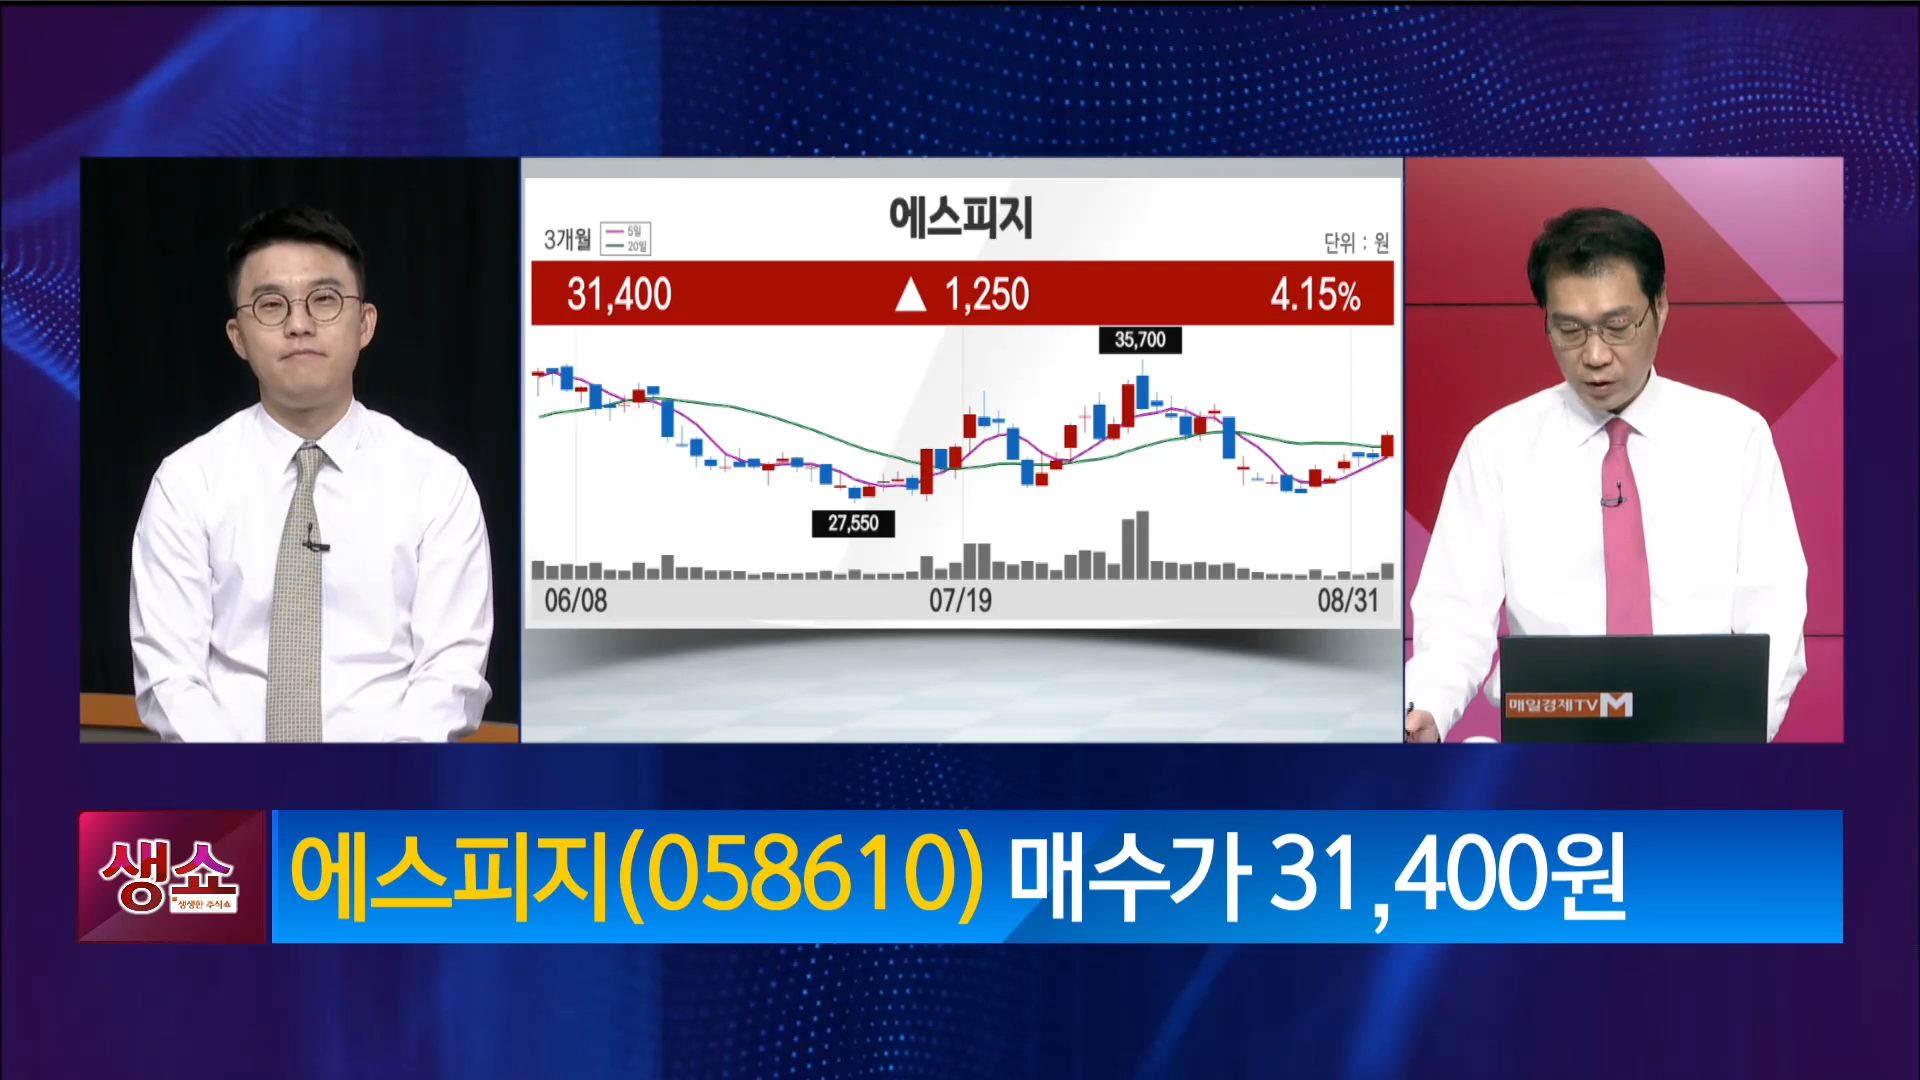 에스피지
3개월
5일
20일
단위 : 원
31,400 ▲ 1,250 4.15%
35,700
27,550
06/08 07/19 08/31
매일경제TV M
생쇼
생생한 주식쇼
에스피지(058610) 매수가 31,400원